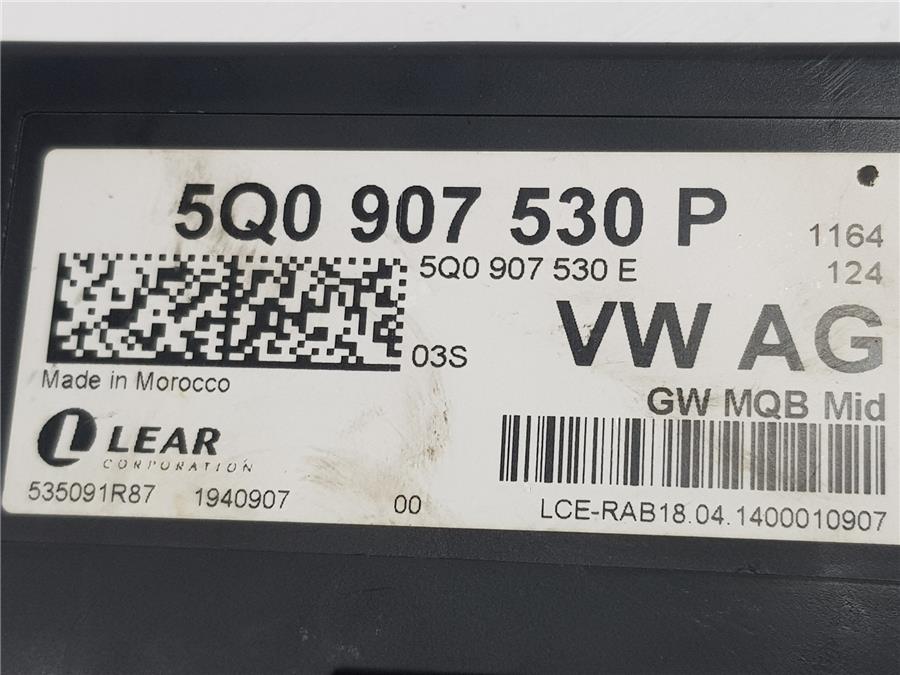 5Q0 907 530 P
1164
5Q0 907 530 E
124
VW AG
03S
Made in Morocco
GW MQB Mid
LEAR
CORPORATION
535091R87 1940907 00
LCE-RAB18.04.1400010907